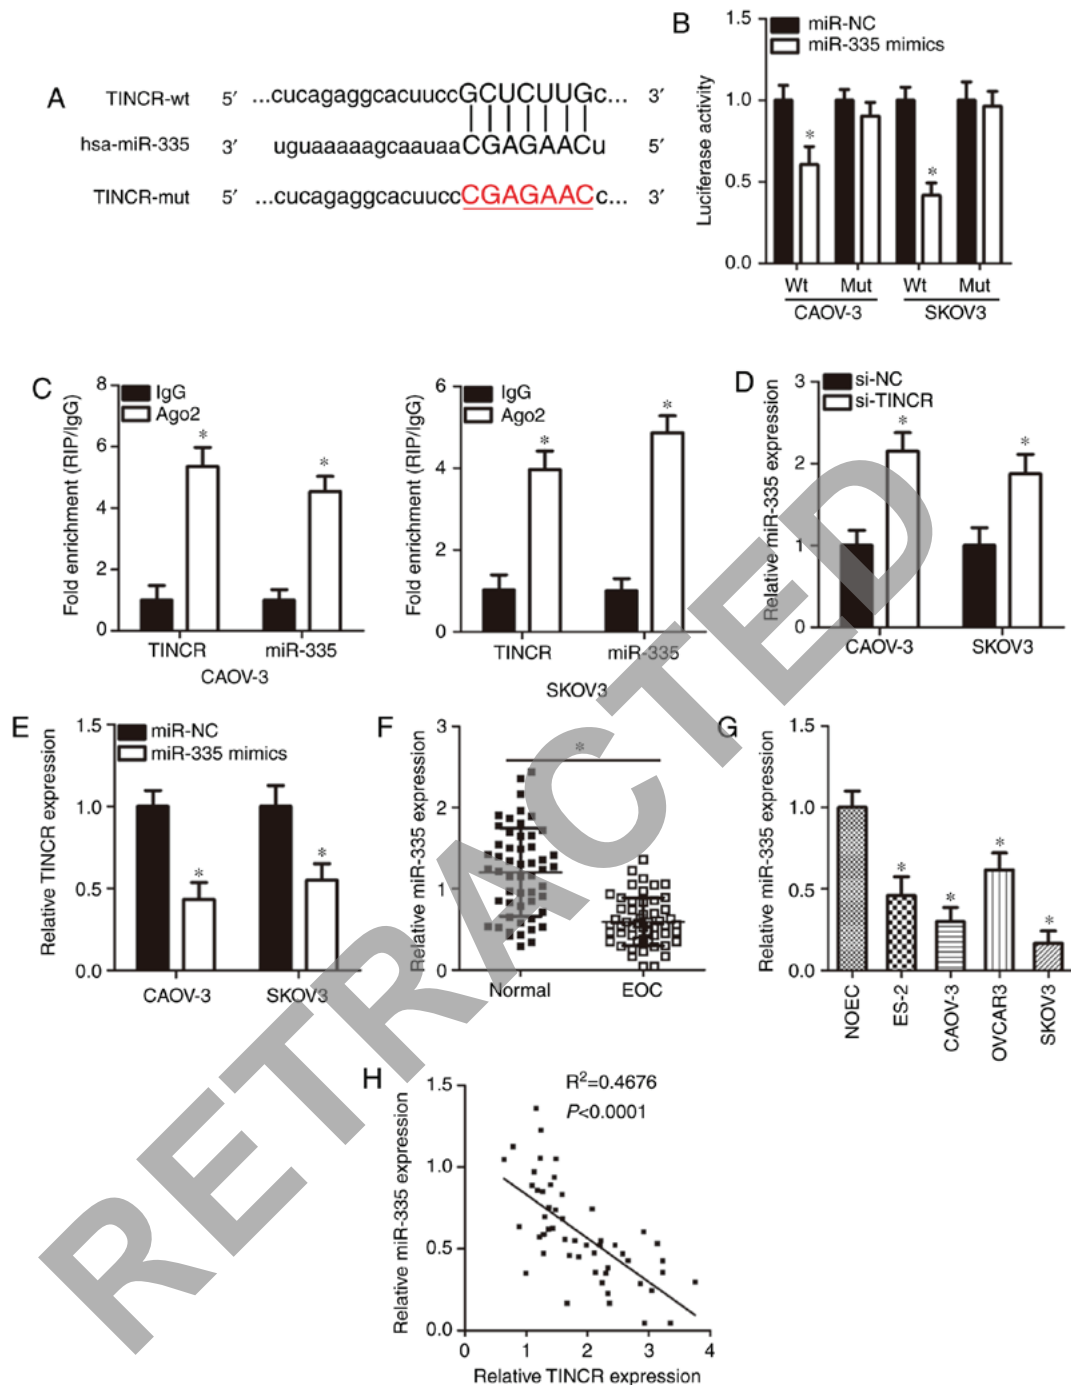 A
TINCR-wt 5′ ...cucagaggcacuuccGCUCUUGc... 3′
hsa-miR-335 3′ uguaaaaagcaauaaCGAGAACu 5′
TINCR-mut 5′ ...cucagaggcacuuccCGAGAACc... 3′
B
miR-NC
miR-335 mimics
Luciferase activity
1.5
1.0
0.5
0.0
Wt Mut Wt Mut
CAOV-3 SKOV3
* *
C
IgG
Ago2
Fold enrichment (RIP/IgG)
8
6
4
2
0
* *
TINCR miR-335
CAOV-3
IgG
Ago2
Fold enrichment (RIP/IgG)
6
4
2
0
* *
TINCR miR-335
SKOV3
D
si-NC
si-TINCR
Relative miR-335 expression
3
2
1
0
* *
CAOV-3 SKOV3
E
miR-NC
miR-335 mimics
Relative TINCR expression
1.5
1.0
0.5
0.0
* *
CAOV-3 SKOV3
F
Relative miR-335 expression
3
2
1
0
*
Normal EOC
G
Relative miR-335 expression
1.5
1.0
0.5
0.0
* * * *
NOEC ES-2 CAOV-3 OVCAR3 SKOV3
H
R²=0.4676
P<0.0001
Relative miR-335 expression
1.5
1.0
0.5
0.0
0 1 2 3 4
Relative TINCR expression
RETRACTED